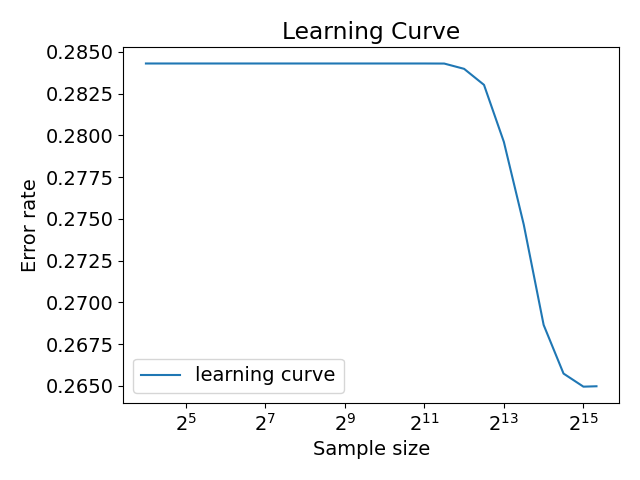 Learning Curve
0.2850
0.2825
0.2800
0.2775
0.2750
0.2725
0.2700
0.2675
0.2650
Error rate
learning curve
2^5 2^7 2^9 2^11 2^13 2^15
Sample size